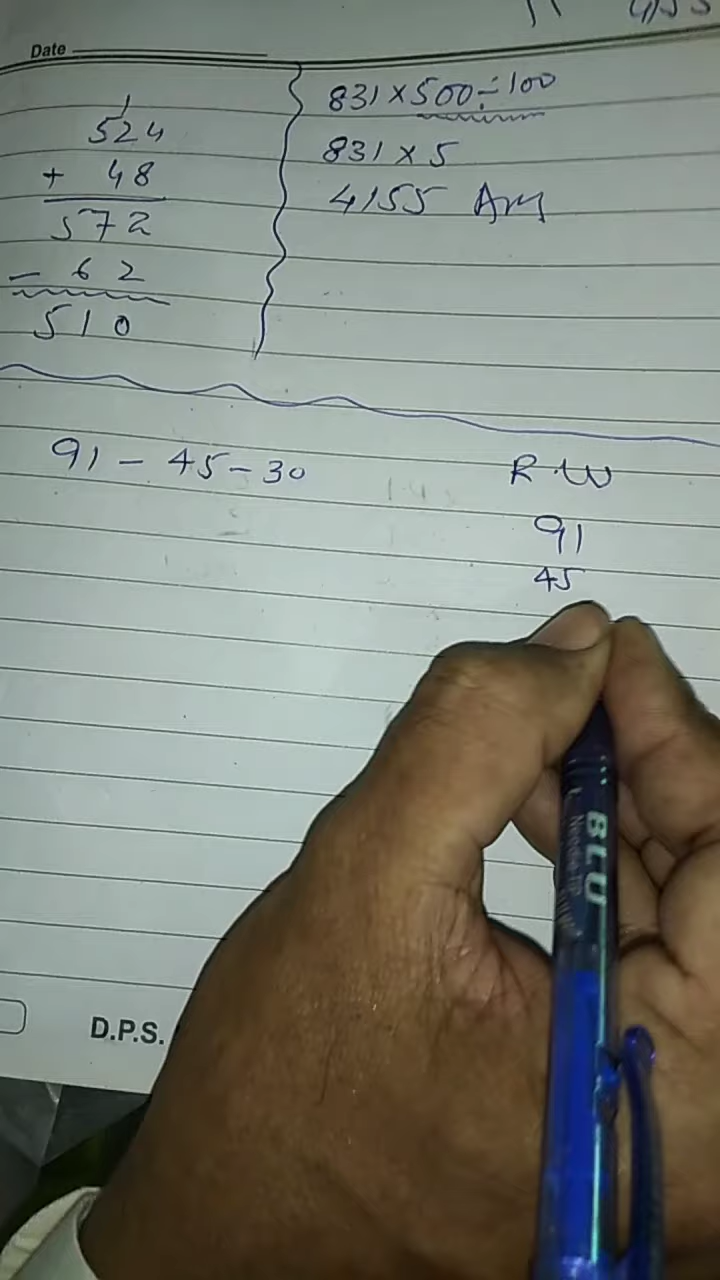 4155
Date
1
524
+ 48
572
- 62
510
831 × 500 ÷ 100
831 × 5
4155 Ans
91 - 45 - 30
R.W
91
45
BLU
D.P.S.